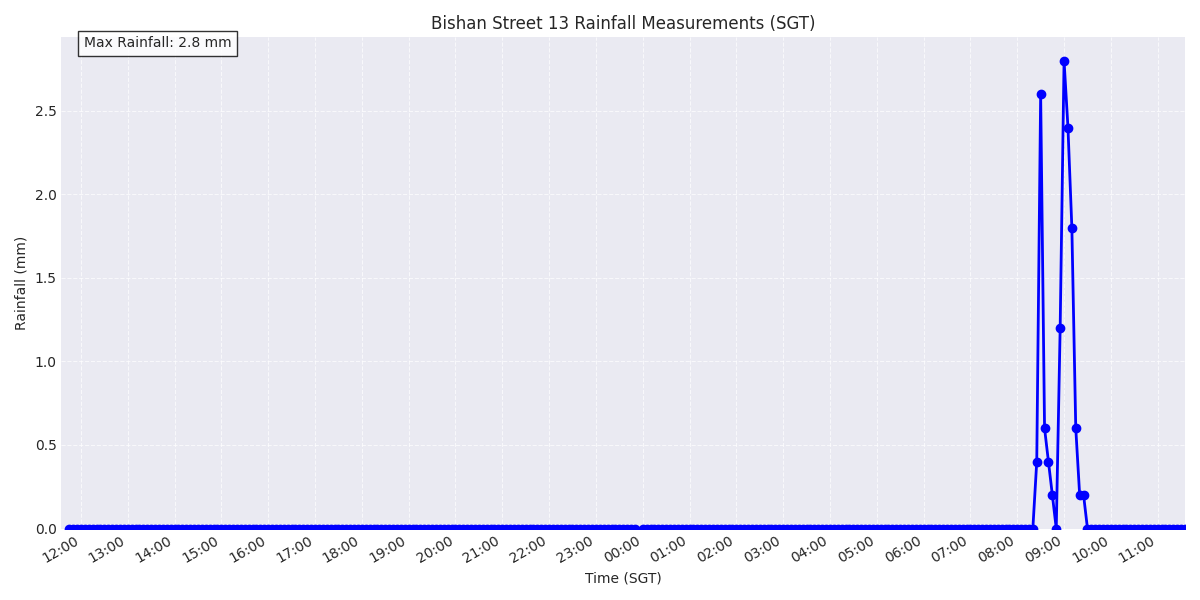 Bishan Street 13 Rainfall Measurements (SGT)
Max Rainfall: 2.8 mm
2.5
2.0
1.5
1.0
0.5
0.0
Rainfall (mm)
12:00 13:00 14:00 15:00 16:00 17:00 18:00 19:00 20:00 21:00 22:00 23:00 00:00 01:00 02:00 03:00 04:00 05:00 06:00 07:00 08:00 09:00 10:00 11:00
Time (SGT)